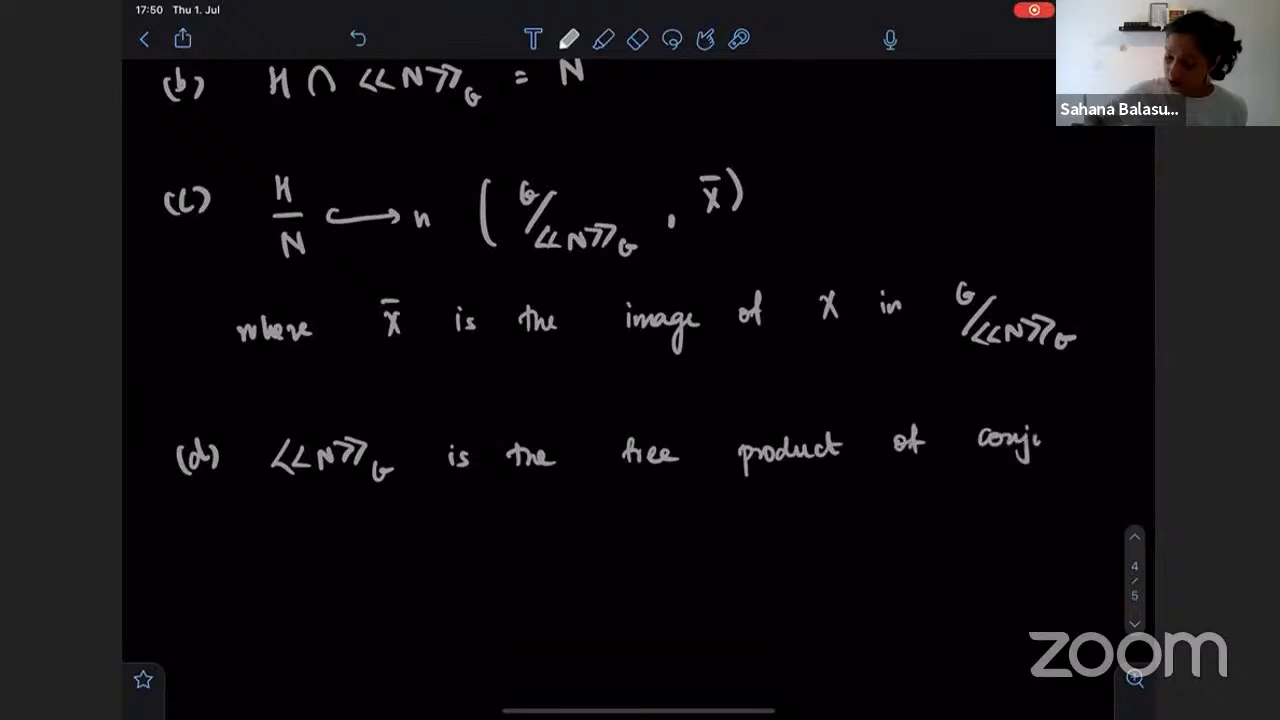 17:50 Thu 1. Jul
Sahana Balasu...
(b) H ∩ <<N>>_G = N
(c) H/N ↪ h (G/<<N>>_G , X̄)
where X̄ is the image of X in G/<<N>>_G
(d) <<N>>_G is the free product of conju
4
/
5
zoom